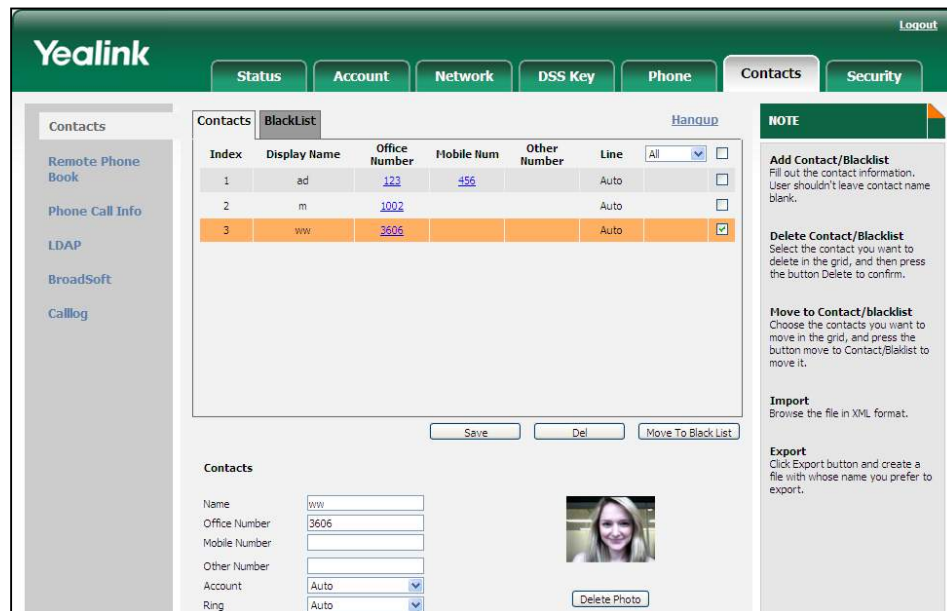 Logout
Yealink
Status Account Network DSS Key Phone Contacts Security
Contacts
Remote Phone Book
Phone Call Info
LDAP
BroadSoft
Calllog
Contacts BlackList Hangup
Index Display Name Office Number Mobile Num Other Number Line All
1 ad 123 456 Auto
2 m 1002 Auto
3 ww 3606 Auto
Save Del Move To Black List
Contacts
Name ww
Office Number 3606
Mobile Number
Other Number
Account Auto
Ring Auto
Delete Photo
NOTE
Add Contact/Blacklist
Fill out the contact information.
User shouldn't leave contact name
blank.
Delete Contact/Blacklist
Select the contact you want to
delete in the grid, and then press
the button Delete to confirm.
Move to Contact/blacklist
Choose the contacts you want to
move in the grid, and press the
button move to Contact/Blaklist to
move it.
Import
Browse the file in XML format.
Export
Click Export button and create a
file with whose name you prefer to
export.